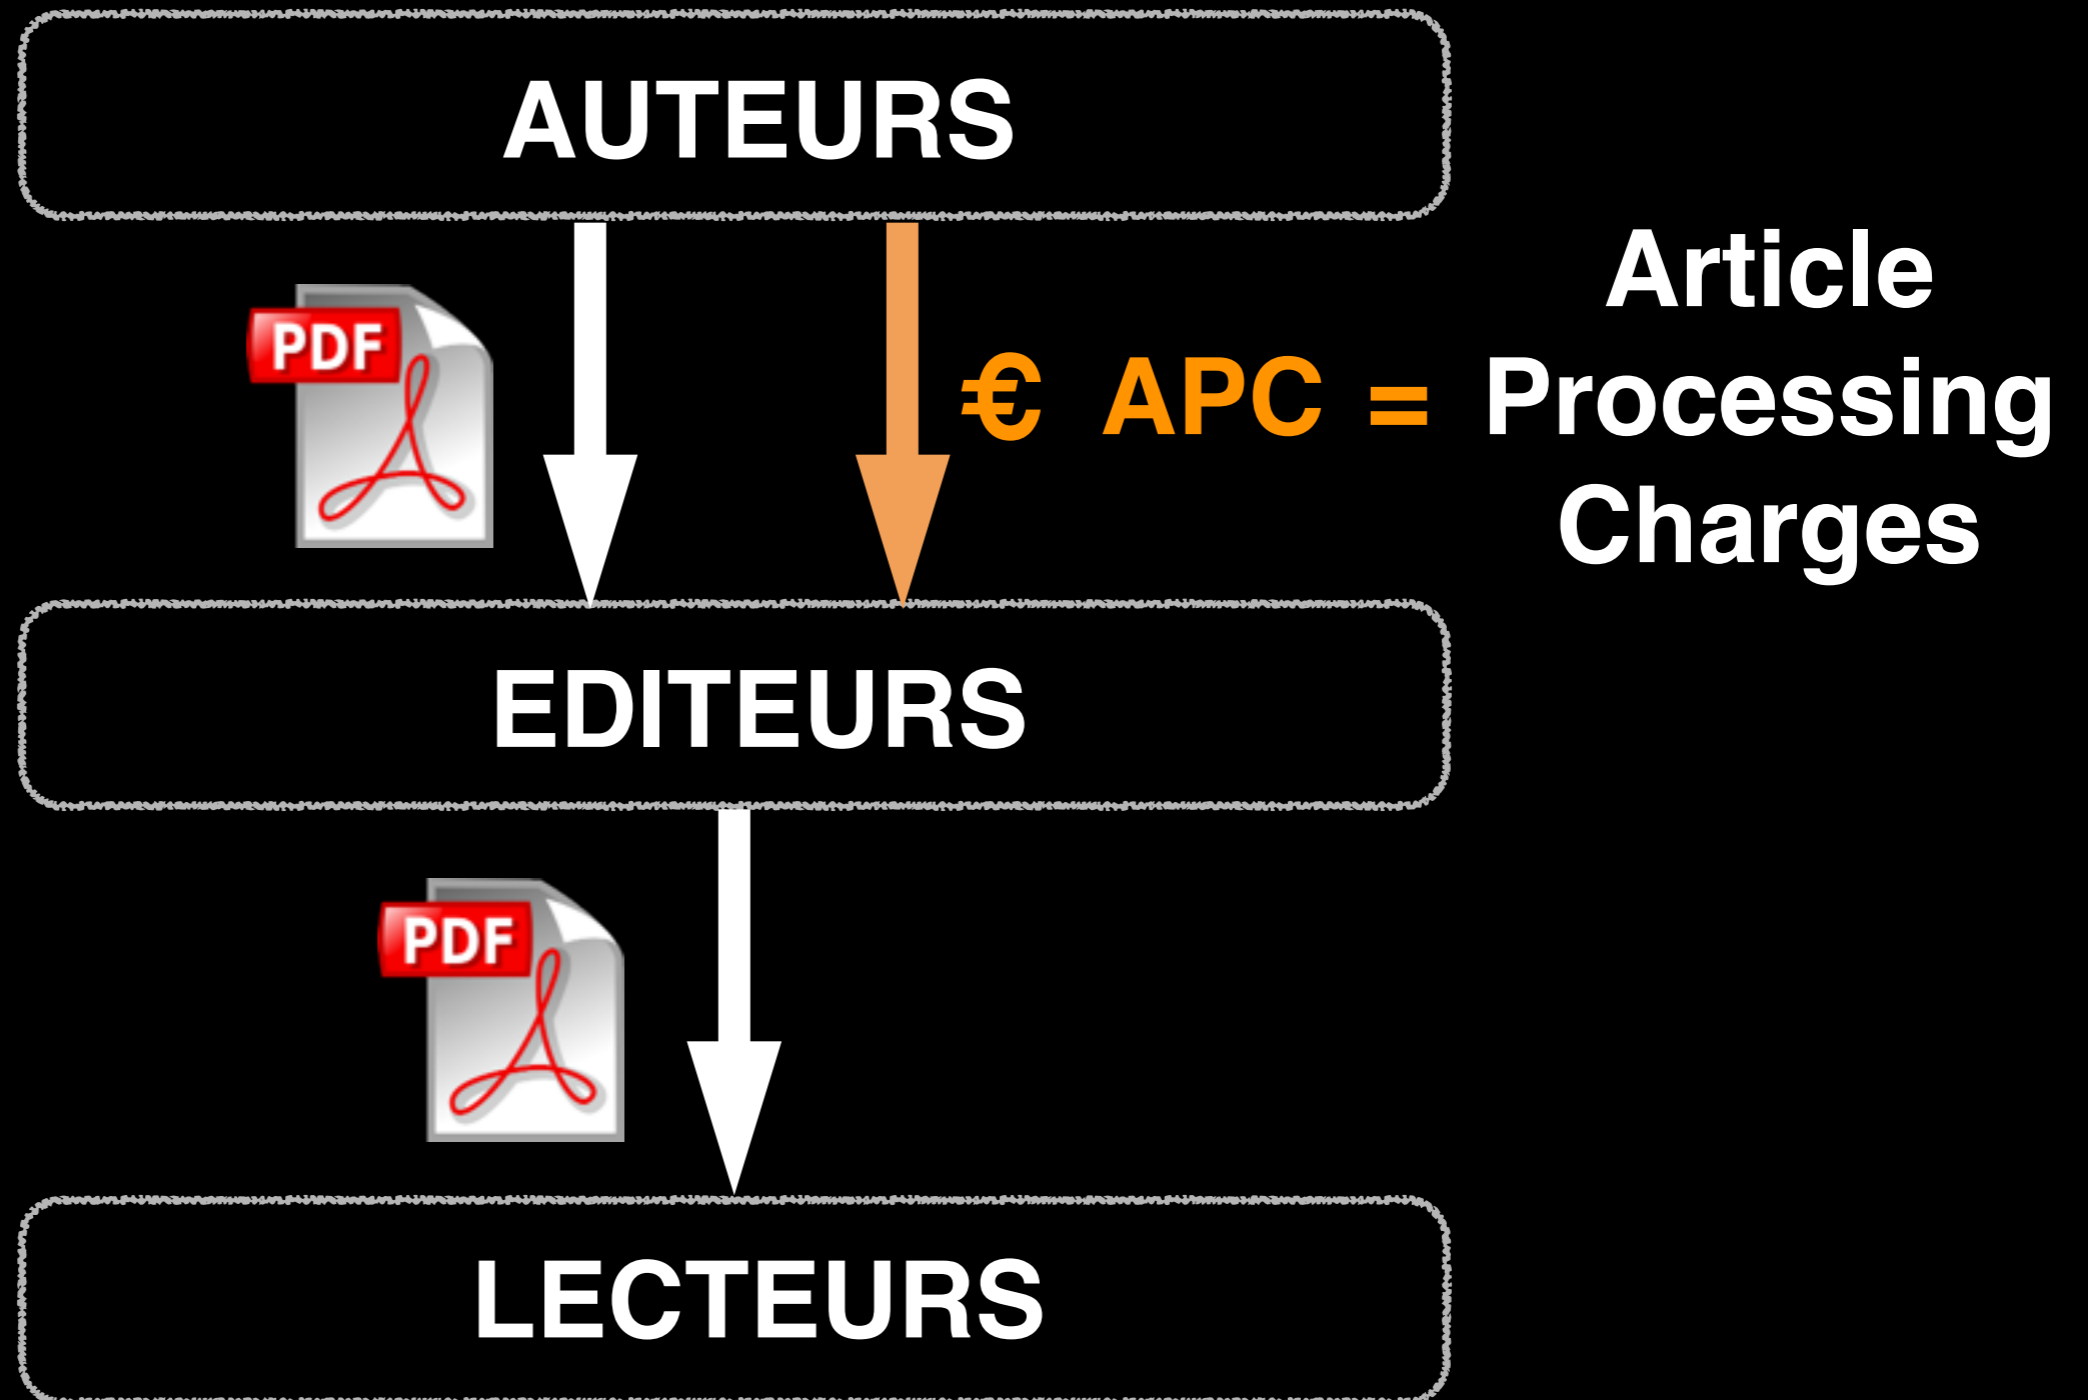 AUTEURS
PDF
€ APC = Article
Processing
Charges
EDITEURS
PDF
LECTEURS